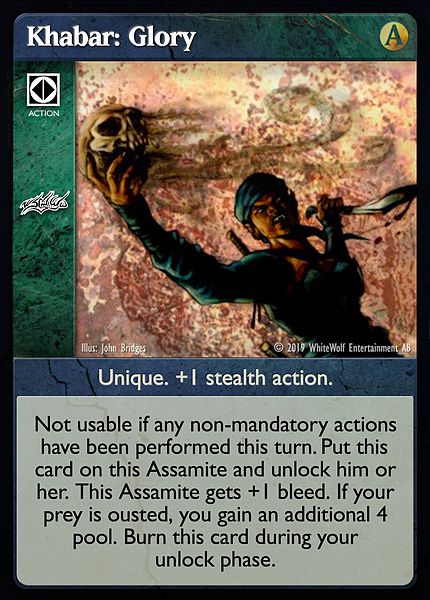 Khabar: Glory
A
ACTION
Illus: John Bridges
© 2019 WhiteWolf Entertainment AB
Unique. +1 stealth action.
Not usable if any non-mandatory actions
have been performed this turn. Put this
card on this Assamite and unlock him or
her. This Assamite gets +1 bleed. If your
prey is ousted, you gain an additional 4
pool. Burn this card during your
unlock phase.